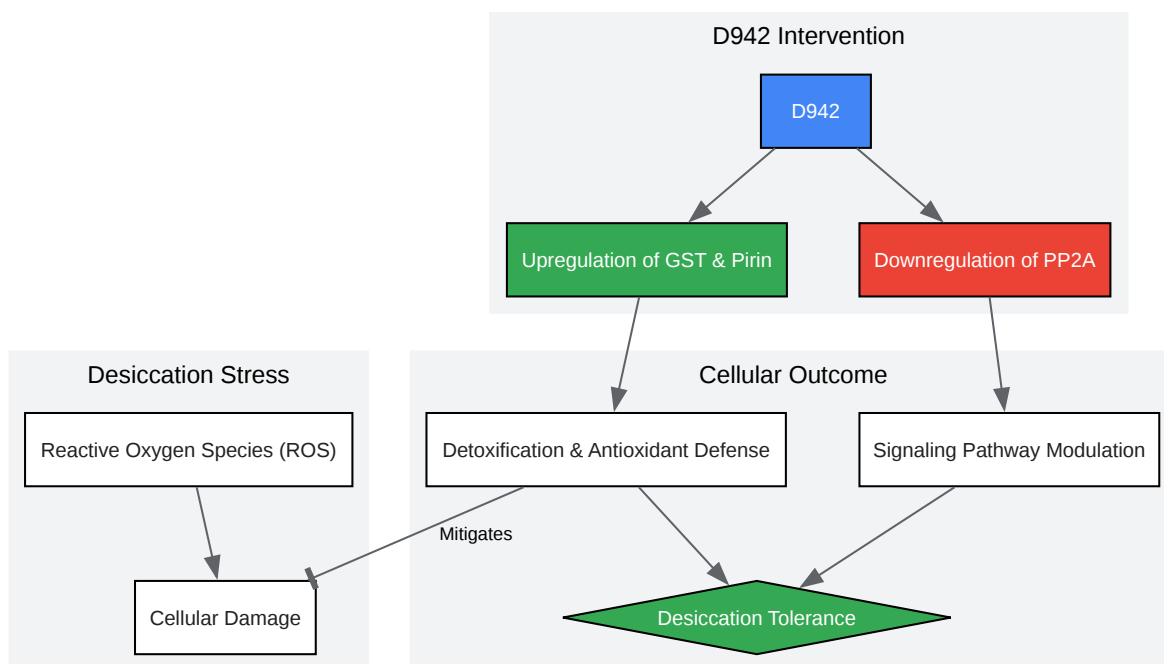 D942 Intervention
D942
Upregulation of GST & Pirin
Downregulation of PP2A
Desiccation Stress
Reactive Oxygen Species (ROS)
Cellular Damage
Cellular Outcome
Detoxification & Antioxidant Defense
Signaling Pathway Modulation
Mitigates
Desiccation Tolerance